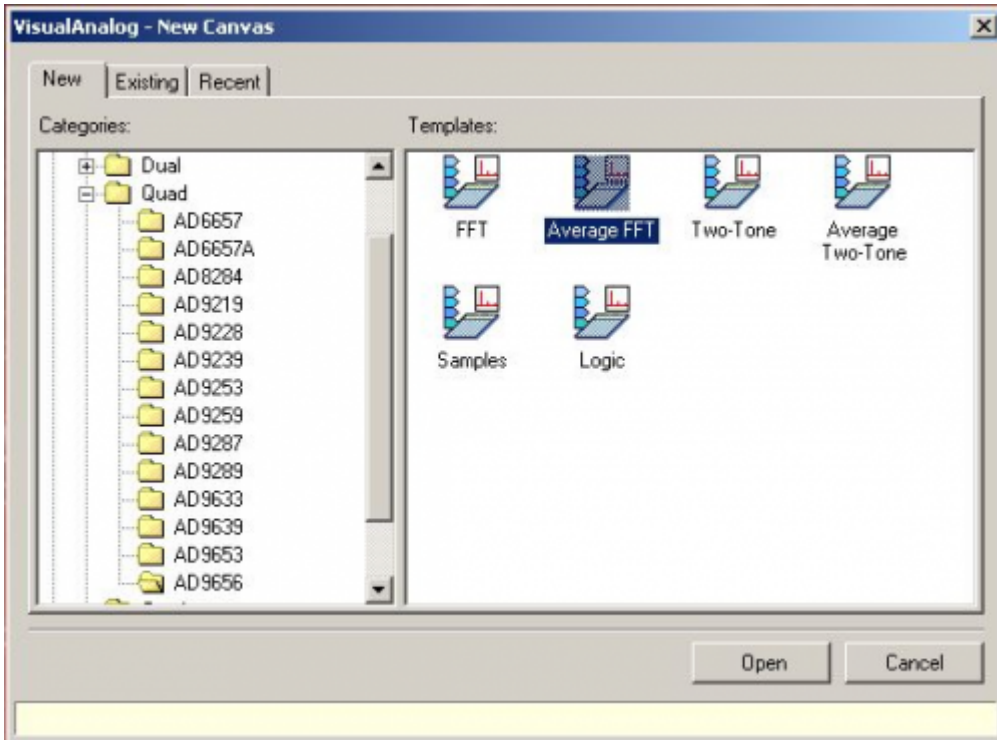 VisualAnalog - New Canvas
New Existing Recent
Categories:
Templates:
Dual
Quad
AD6657
AD6657A
AD8284
AD9219
AD9228
AD9239
AD9253
AD9259
AD9287
AD9289
AD9633
AD9639
AD9653
AD9656
FFT
Average FFT
Two-Tone
Average
Two-Tone
Samples
Logic
Open
Cancel